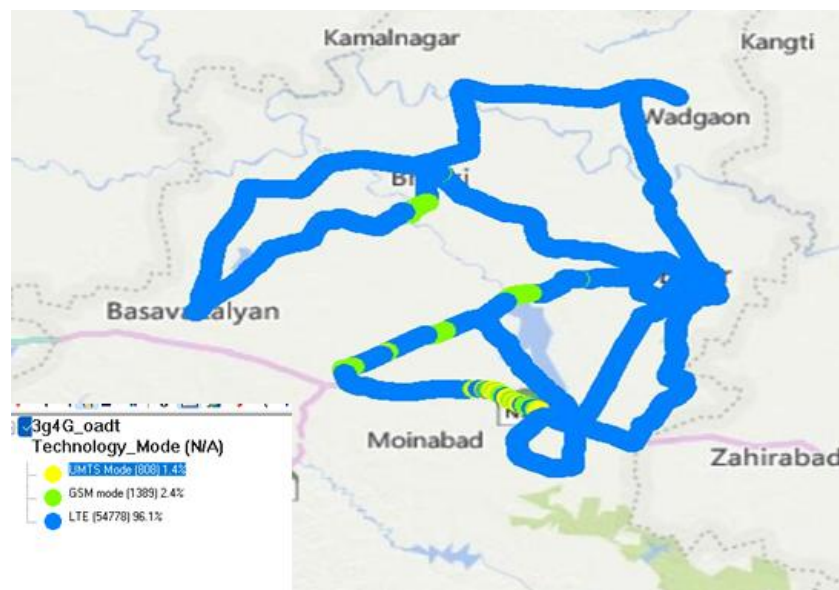 Kamalnagar
Kangti
Wadgaon
Basava
alyan
Moinabad
Zahirabad
3g4G_oadt
Technology_Mode (N/A)
UMTS Mode (808) 1.4%
GSM mode (1389) 2.4%
LTE (54778) 96.1%